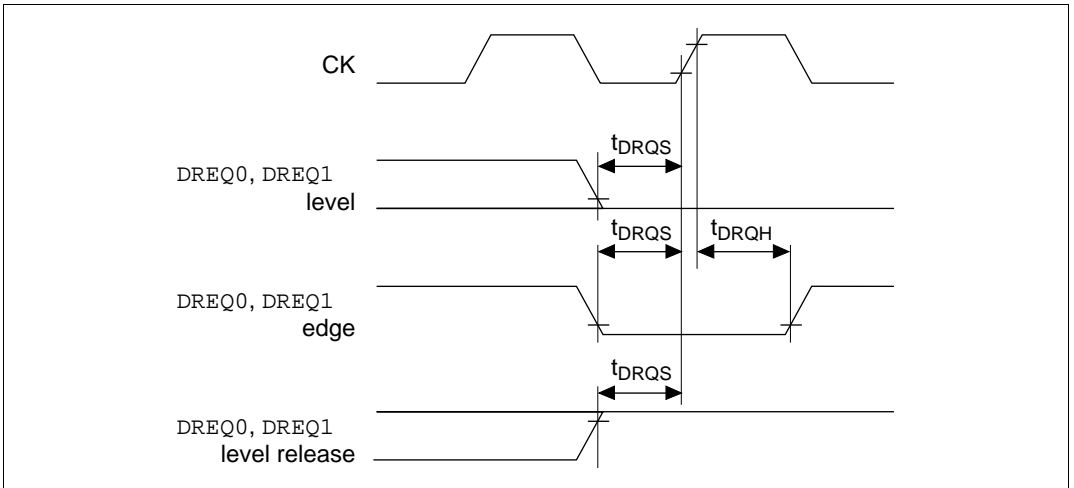 CK
tDRQS
DREQ0, DREQ1
level
tDRQS
tDRQH
DREQ0, DREQ1
edge
tDRQS
DREQ0, DREQ1
level release